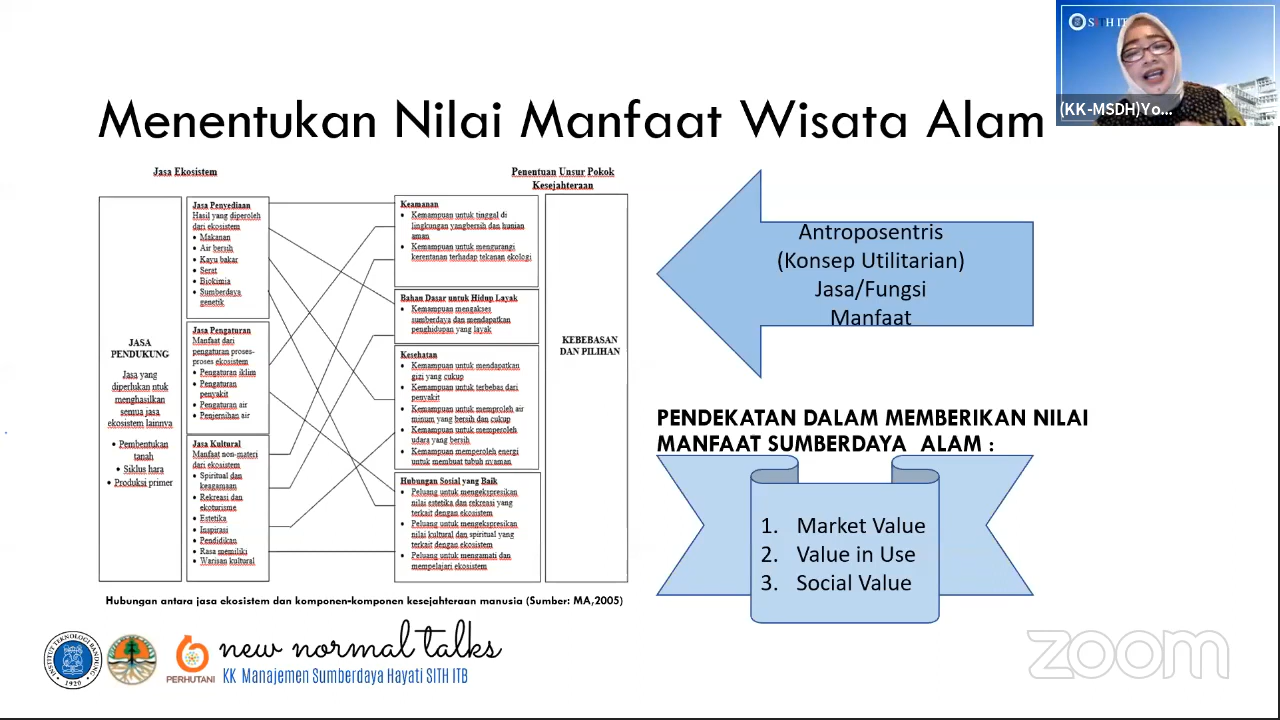 Menentukan Nilai Manfaat Wisata Alam
(KK-MSDH)Yo...
Jasa Ekosistem
Penentuan Unsur Pokok
Kesejahteraan
JASA
PENDUKUNG
Jasa yang
diperlukan ntuk
menghasilkan
semua jasa
ekosistem lainnya
• Pembentukan
tanah
• Siklus hara
• Produksi primer
Jasa Penyediaan
Hasil yang diperoleh
dari ekosistem
• Makanan
• Air bersih
• Kayu bakar
• Serat
• Biokimia
• Sumberdaya
genetik
Jasa Pengaturan
Manfaat dari
pengaturan proses-
proses ekosistem
• Pengaturan iklim
• Pengaturan
penyakit
• Pengaturan air
• Penjernihan air
Jasa Kultural
Manfaat non-materi
dari ekosistem
• Spiritual dan
keagamaan
• Rekreasi dan
ekoturisme
• Estetika
• Inspirasi
• Pendidikan
• Rasa memiliki
• Warisan kultural
Keamanan
• Kemampuan untuk tinggal di
lingkungan yangbersih dan hunian
aman
• Kemampuan untuk mengurangi
kerentanan terhadap tekanan ekologi
Bahan Dasar untuk Hidup Layak
• Kemampuan mengakses
sumberdaya dan mendapatkan
penghidupan yang layak
Kesehatan
• Kemampuan untuk mendapatkan
gizi yang cukup
• Kemampuan untuk terbebas dari
penyakit
• Kemampuan untuk memproleh air
minum yang bersih dan cukup
• Kemampuan untuk memperoleh
udara yang bersih
• Kemampuan memperoleh energi
untuk membuat tubuh nyaman
Hubungan Sosial yang Baik
• Peluang untuk mengekspresikan
nilai estetika dan rekreasi yang
terkait dengan ekosistem
• Peluang untuk mengekspresikan
nilai kultural dan spiritual yang
terkait dengan ekosistem
• Peluang untuk mengamati dan
mempelajari ekosistem
KEBEBASAN
DAN PILIHAN
Hubungan antara jasa ekosistem dan komponen-komponen kesejahteraan manusia (Sumber: MA,2005)
Antroposentris
(Konsep Utilitarian)
Jasa/Fungsi
Manfaat
PENDEKATAN DALAM MEMBERIKAN NILAI
MANFAAT SUMBERDAYA ALAM :
1. Market Value
2. Value in Use
3. Social Value
INSTITUT TEKNOLOGI BANDUNG
1920
PERHUTANI
new normal talks
KK Manajemen Sumberdaya Hayati SITH ITB
zoom